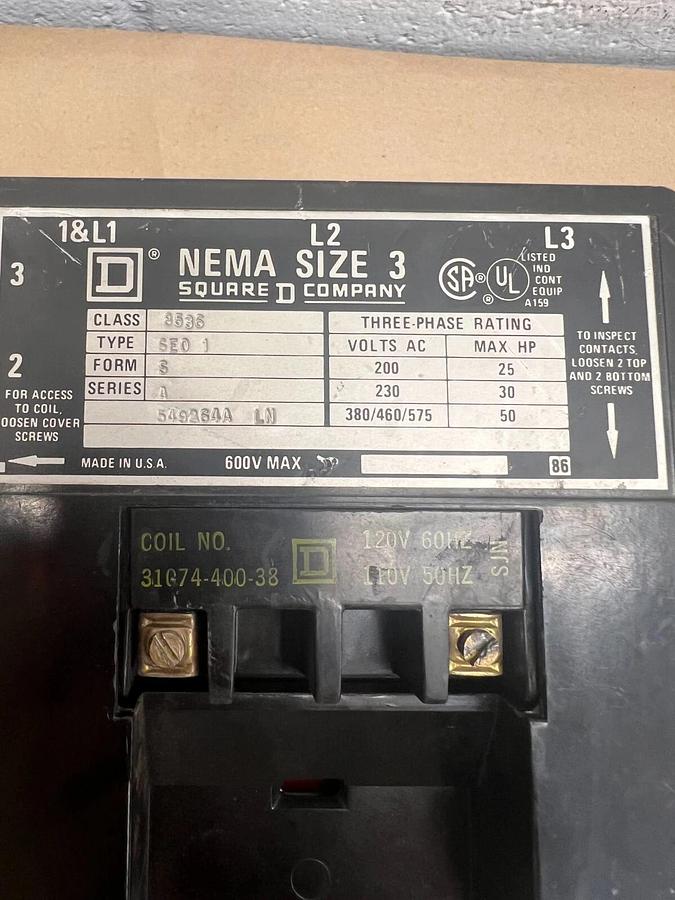 1&L1 L2 L3
3
D ® NEMA SIZE 3
SQUARE D COMPANY
SA ® UL ®
LISTED
IND
CONT
EQUIP
A159
CLASS 8536
TYPE SEO 1
FORM S
SERIES A
549264A LN
THREE-PHASE RATING
VOLTS AC MAX HP
200 25
230 30
380/460/575 50
TO INSPECT
CONTACTS,
LOOSEN 2 TOP
AND 2 BOTTOM
SCREWS
2
FOR ACCESS
TO COIL,
LOOSEN COVER
SCREWS
MADE IN U.S.A. 600V MAX 86
COIL NO. D 120V 60HZ
31074-400-38 110V 50HZ
SJN